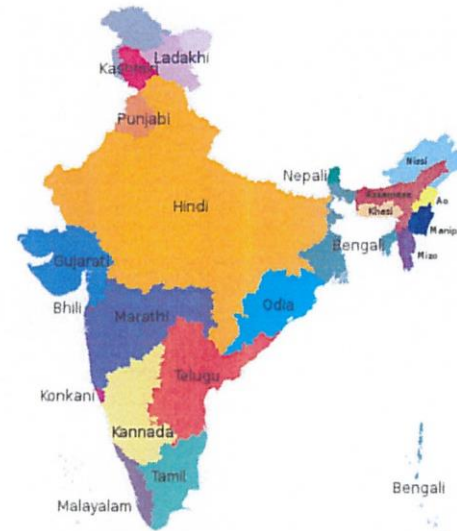 Ladakhi
Kashmiri
Punjabi
Nissi
Nepali
Assamese
Ao
Hindi
Khasi
Manip
Bengali
Mizo
Gujarati
Bhili
Marathi
Odia
Telugu
Konkani
Kannada
Tamil
Malayalam
Bengali